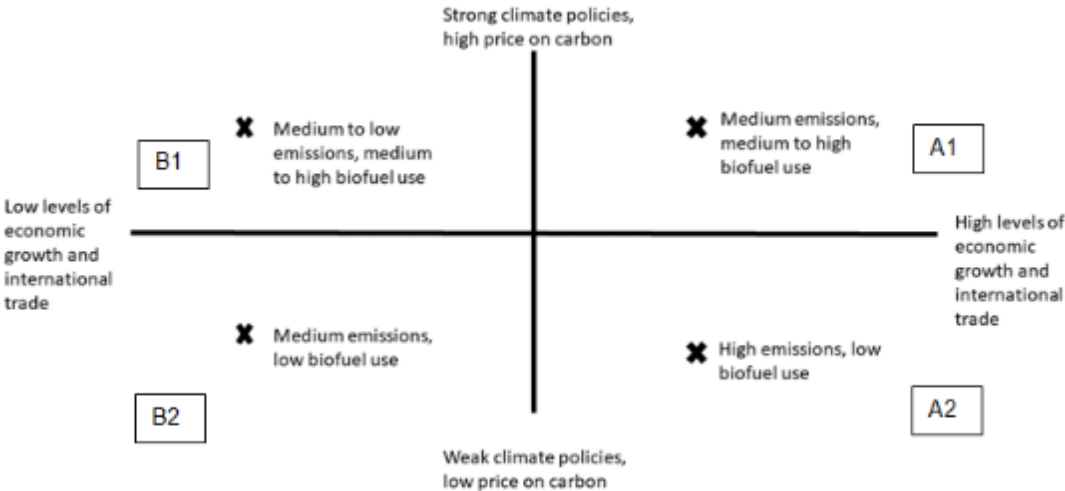 Strong climate policies,
high price on carbon
Medium to low
emissions, medium
to high biofuel use
B1
Medium emissions,
medium to high
biofuel use
A1
Low levels of
economic
growth and
international
trade
High levels of
economic
growth and
international
trade
Medium emissions,
low biofuel use
B2
High emissions, low
biofuel use
A2
Weak climate policies,
low price on carbon